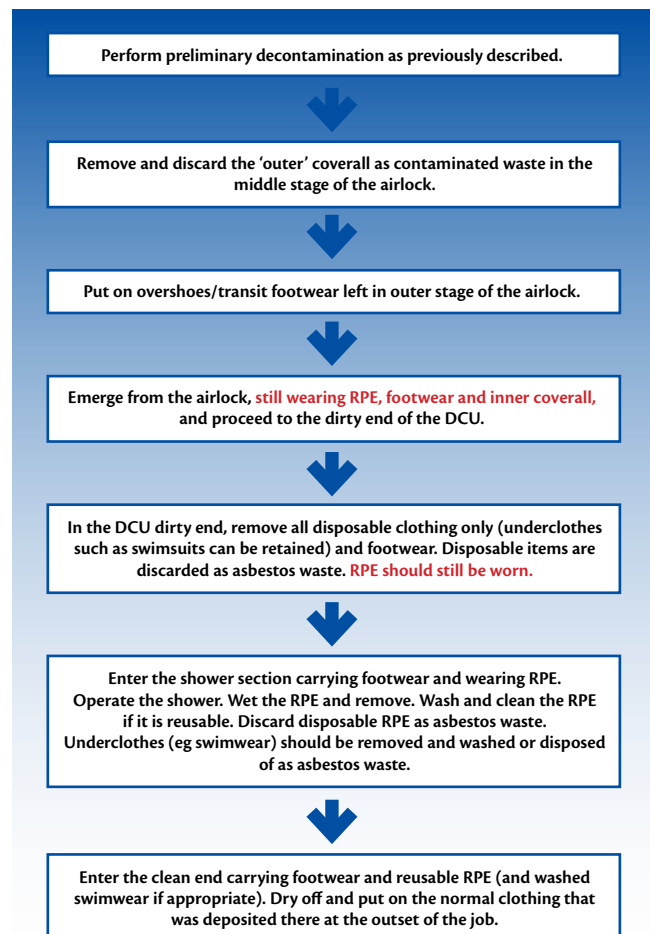 Perform preliminary decontamination as previously described.
Remove and discard the ‘outer’ coverall as contaminated waste in the
middle stage of the airlock.
Put on overshoes/transit footwear left in outer stage of the airlock.
Emerge from the airlock, still wearing RPE, footwear and inner coverall,
and proceed to the dirty end of the DCU.
In the DCU dirty end, remove all disposable clothing only (underclothes
such as swimsuits can be retained) and footwear. Disposable items are
discarded as asbestos waste. RPE should still be worn.
Enter the shower section carrying footwear and wearing RPE.
Operate the shower. Wet the RPE and remove. Wash and clean the RPE
if it is reusable. Discard disposable RPE as asbestos waste.
Underclothes (eg swimwear) should be removed and washed or disposed
of as asbestos waste.
Enter the clean end carrying footwear and reusable RPE (and washed
swimwear if appropriate). Dry off and put on the normal clothing that
was deposited there at the outset of the job.